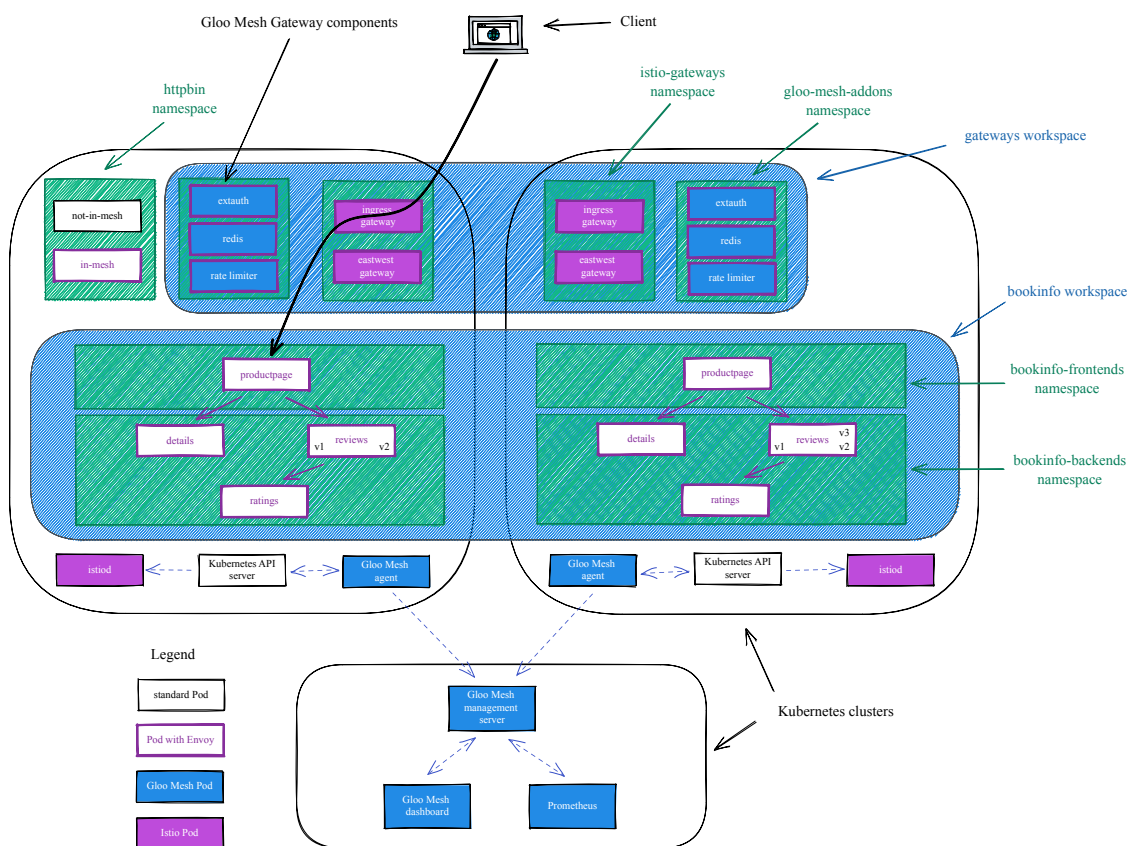 Gloo Mesh Gateway components
Client
httpbin
namespace
istio-gateways
namespace
gloo-mesh-addons
namespace
gateways workspace
not-in-mesh
in-mesh
extauth
redis
rate limiter
ingress
gateway
eastwest
gateway
ingress
gateway
eastwest
gateway
extauth
redis
rate limiter
bookinfo workspace
productpage
details
reviews
v1
v2
ratings
productpage
details
reviews
v1
v3
v2
ratings
bookinfo-frontends
namespace
bookinfo-backends
namespace
istiod
Kubernetes API
server
Gloo Mesh
agent
Gloo Mesh
agent
Kubernetes API
server
istiod
Legend
standard Pod
Pod with Envoy
Gloo Mesh Pod
Istio Pod
Gloo Mesh
management
server
Gloo Mesh
dashboard
Prometheus
Kubernetes clusters